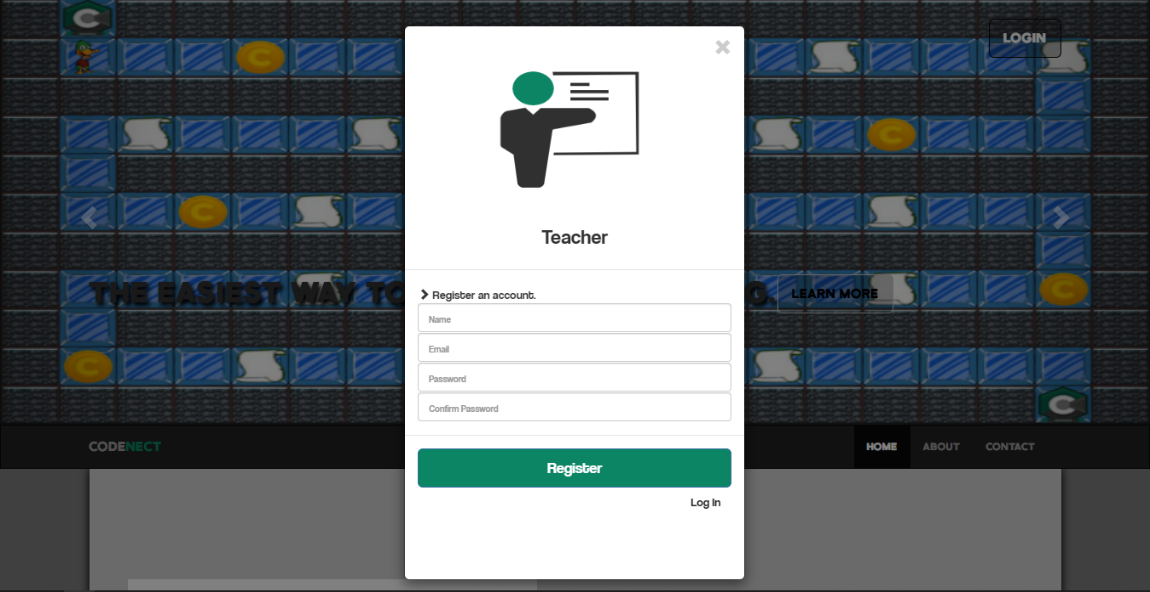 LOGIN
Teacher
THE EASIEST WAY TO
G.
LEARN MORE
Register an account.
Name
Email
Password
Confirm Password
CODENECT
HOME
ABOUT
CONTACT
Register
Log In